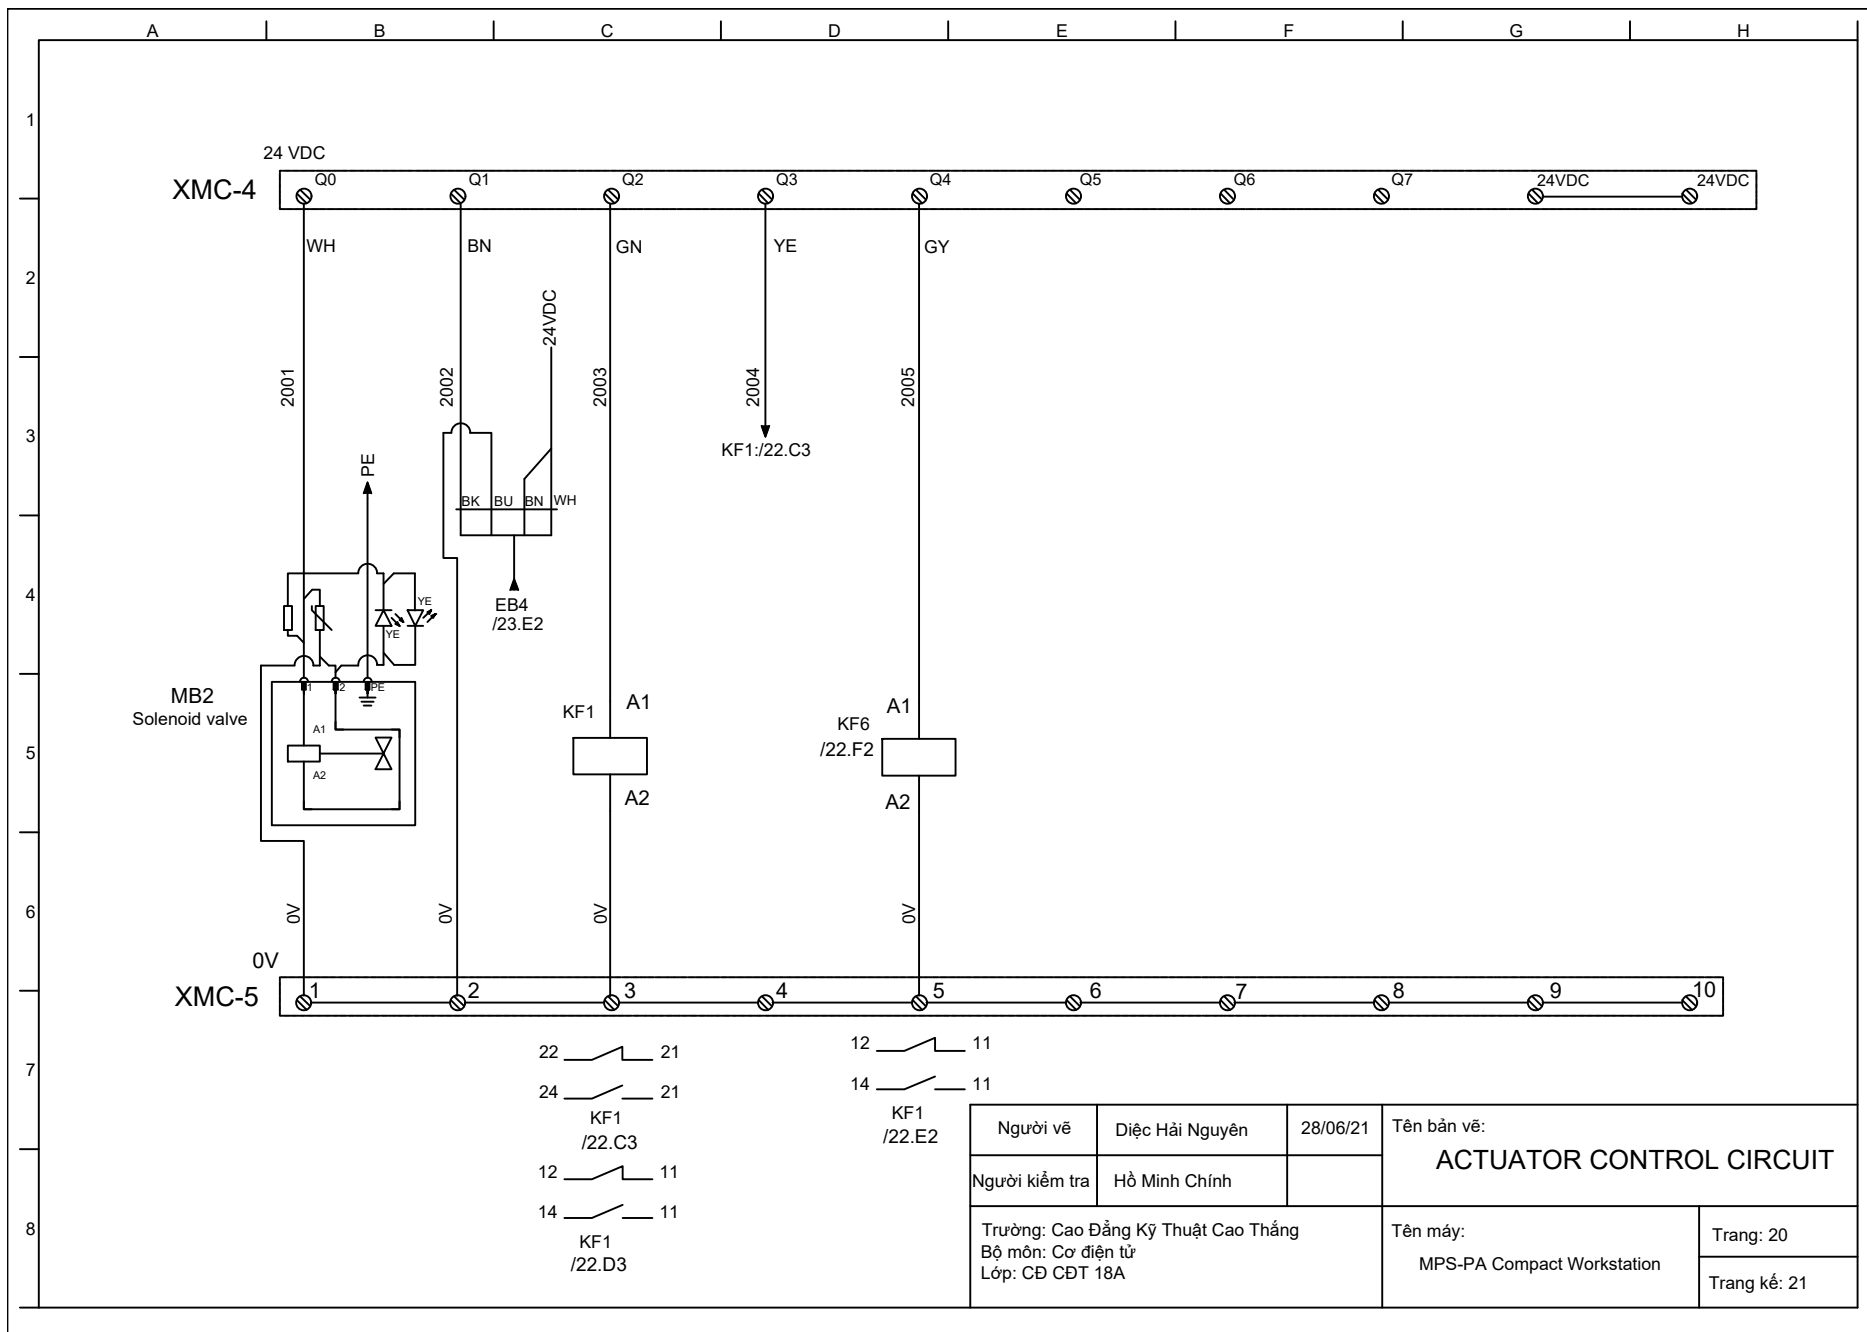 A B C D E F G H
1
2
3
4
5
6
7
8
24 VDC
XMC-4
Q0 Q1 Q2 Q3 Q4 Q5 Q6 Q7 24VDC 24VDC
WH BN GN YE GY
24VDC
2001 2002 2003 2004 2005
KF1:/22.C3
PE
BK BU BN WH
EB4
/23.E2
YE
YE
1 2 PE
MB2
Solenoid valve
A1
A2
KF1 A1
A2
A1
KF6
/22.F2
A2
0V 0V 0V 0V
0V
XMC-5
1 2 3 4 5 6 7 8 9 10
22 21
24 21
KF1
/22.C3
12 11
14 11
KF1
/22.D3
12 11
14 11
KF1
/22.E2
Người vẽ Diệc Hải Nguyên 28/06/21
Người kiểm tra Hồ Minh Chính
Tên bản vẽ:
ACTUATOR CONTROL CIRCUIT
Trường: Cao Đẳng Kỹ Thuật Cao Thắng
Bộ môn: Cơ điện tử
Lớp: CĐ CĐT 18A
Tên máy:
MPS-PA Compact Workstation
Trang: 20
Trang kế: 21